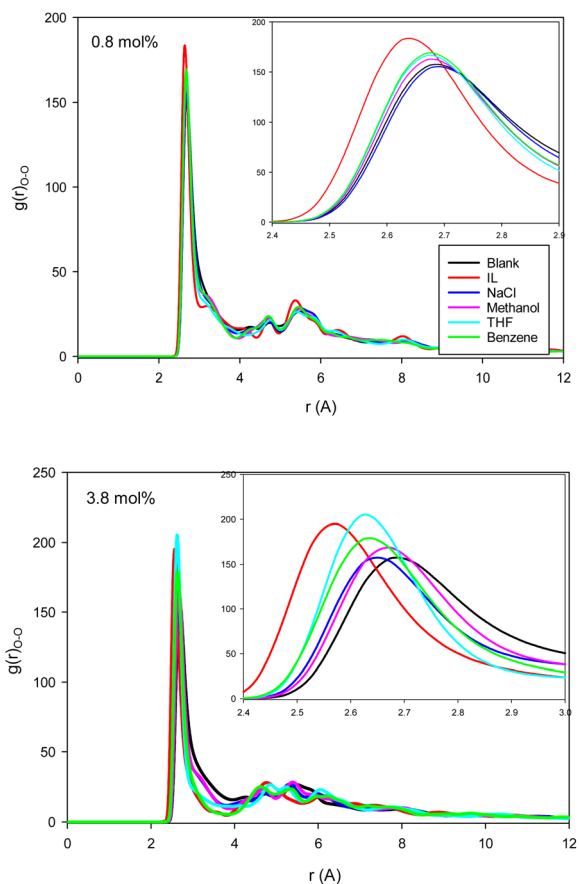 200
150
100
50
0
g(r)O-O
0.8 mol%
200
150
100
50
0
2.4 2.5 2.6 2.7 2.8 2.9
Blank
IL
NaCl
Methanol
THF
Benzene
0 2 4 6 8 10 12
r (A)
250
200
150
100
50
0
g(r)O-O
3.8 mol%
250
200
150
100
50
0
2.4 2.5 2.6 2.7 2.8 2.9 3.0
0 2 4 6 8 10 12
r (A)